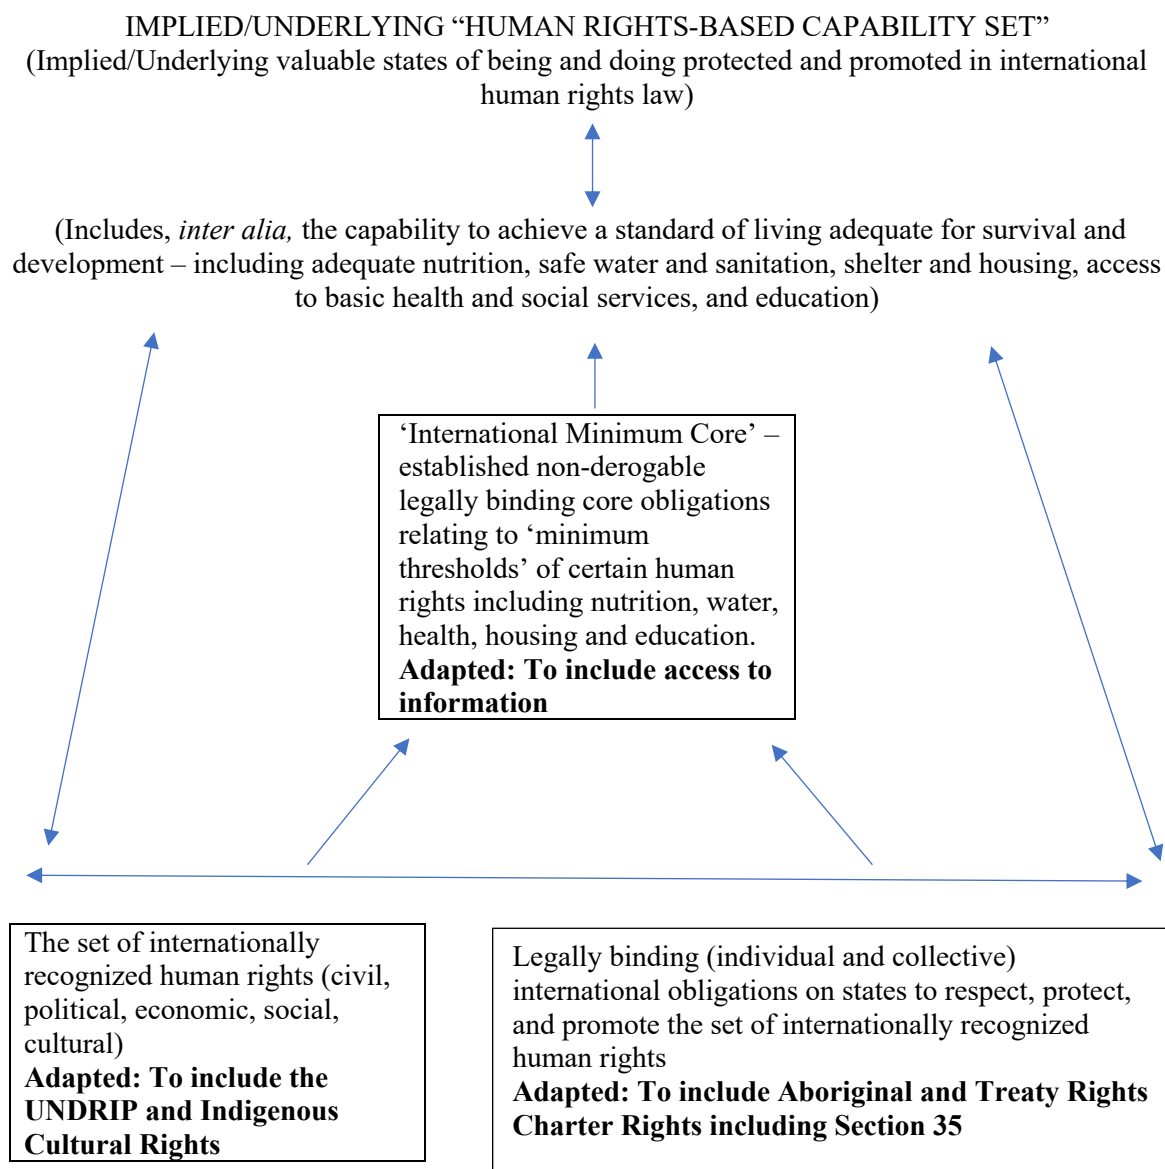 IMPLIED/UNDERLYING “HUMAN RIGHTS-BASED CAPABILITY SET”
(Implied/Underlying valuable states of being and doing protected and promoted in international
human rights law)
(Includes, inter alia, the capability to achieve a standard of living adequate for survival and
development – including adequate nutrition, safe water and sanitation, shelter and housing, access
to basic health and social services, and education)
‘International Minimum Core’ –
established non-derogable
legally binding core obligations
relating to ‘minimum
thresholds’ of certain human
rights including nutrition, water,
health, housing and education.
Adapted: To include access to
information
The set of internationally
recognized human rights (civil,
political, economic, social,
cultural)
Adapted: To include the
UNDRIP and Indigenous
Cultural Rights
Legally binding (individual and collective)
international obligations on states to respect, protect,
and promote the set of internationally recognized
human rights
Adapted: To include Aboriginal and Treaty Rights
Charter Rights including Section 35